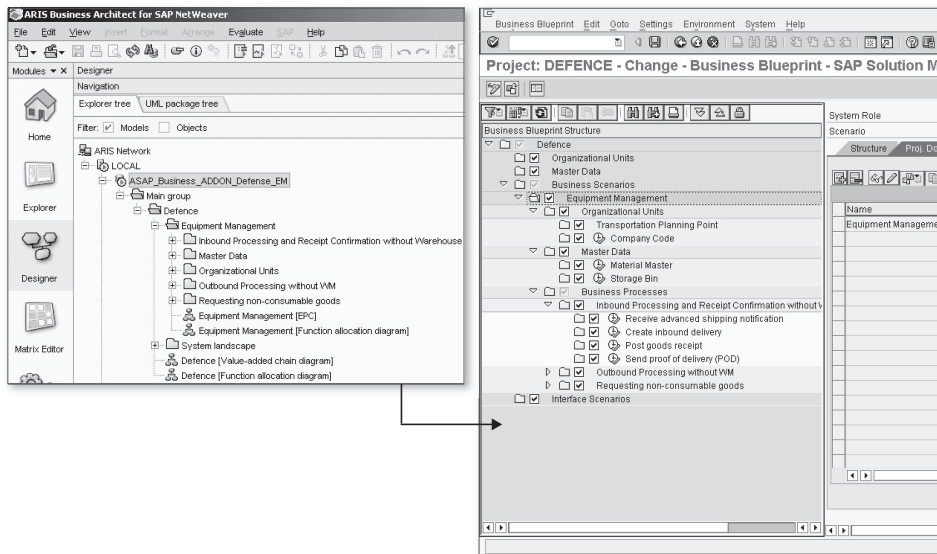 ARIS Business Architect for SAP NetWeaver
File Edit View Insert Format Arrange Evaluate SAP Help
Modules
Designer
Navigation
Explorer tree UML package tree
Filter: Models Objects
Home
Explorer
Designer
Matrix Editor
ARIS Network
LOCAL
ASAP_Business_ADDON_Defense_EM
Main group
Defence
Equipment Management
Inbound Processing and Receipt Confirmation without Warehouse
Master Data
Organizational Units
Outbound Processing without WM
Requesting non-consumable goods
Equipment Management [EPC]
Equipment Management [Function allocation diagram]
System landscape
Defence [Value-added chain diagram]
Defence [Function allocation diagram]
Business Blueprint Edit Goto Settings Environment System Help
Project: DEFENCE - Change - Business Blueprint - SAP Solution M
Business Blueprint Structure
Defence
Organizational Units
Master Data
Business Scenarios
Equipment Management
Organizational Units
Transportation Planning Point
Company Code
Master Data
Material Master
Storage Bin
Business Processes
Inbound Processing and Receipt Confirmation without
Receive advanced shipping notification
Create inbound delivery
Post goods receipt
Send proof of delivery (POD)
Outbound Processing without WM
Requesting non-consumable goods
Interface Scenarios
System Role
Scenario
Structure Proj. Do
Name
Equipment Manageme